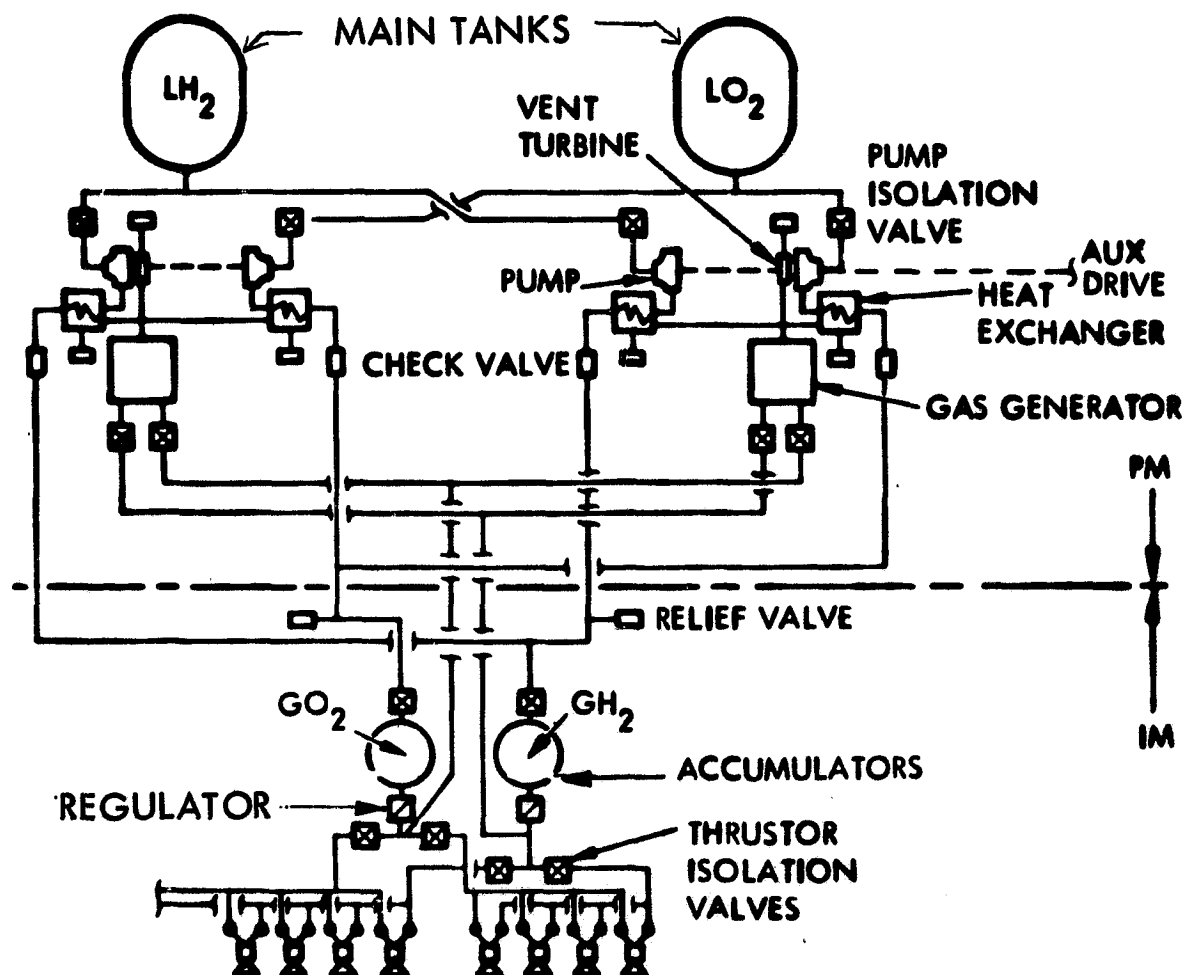 MAIN TANKS
LH2
LO2
VENT
TURBINE
PUMP
ISOLATION
VALVE
PUMP
AUX
DRIVE
HEAT
EXCHANGER
CHECK VALVE
GAS GENERATOR
PM
RELIEF VALVE
IM
GO2
GH2
ACCUMULATORS
REGULATOR
THRUSTOR
ISOLATION
VALVES